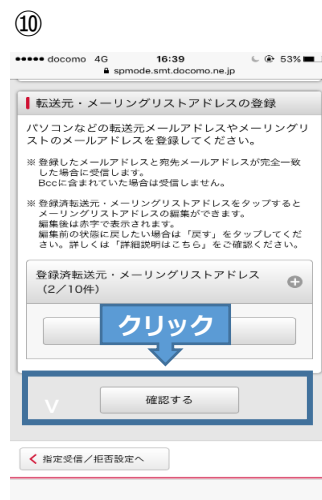 ⑩
docomo 4G 16:39 53%
spmode.smt.docomo.ne.jp
転送元・メーリングリストアドレスの登録
パソコンなどの転送元メールアドレスやメーリングリ
ストのメールアドレスを登録してください。
※ 登録したメールアドレスと宛先メールアドレスが完全一致
した場合に受信します。
Bccに含まれていた場合は受信しません。
※ 登録済転送元・メーリングリストアドレスをタップすると
メーリングリストアドレスの編集ができます。
編集後は赤字で表示されます。
編集前の状態に戻したい場合は「戻す」をタップしてくだ
さい。詳しくは「詳細説明はこちら」をご確認ください。
登録済転送元・メーリングリストアドレス
(2/10件)
クリック
V
確認する
指定受信/拒否設定へ